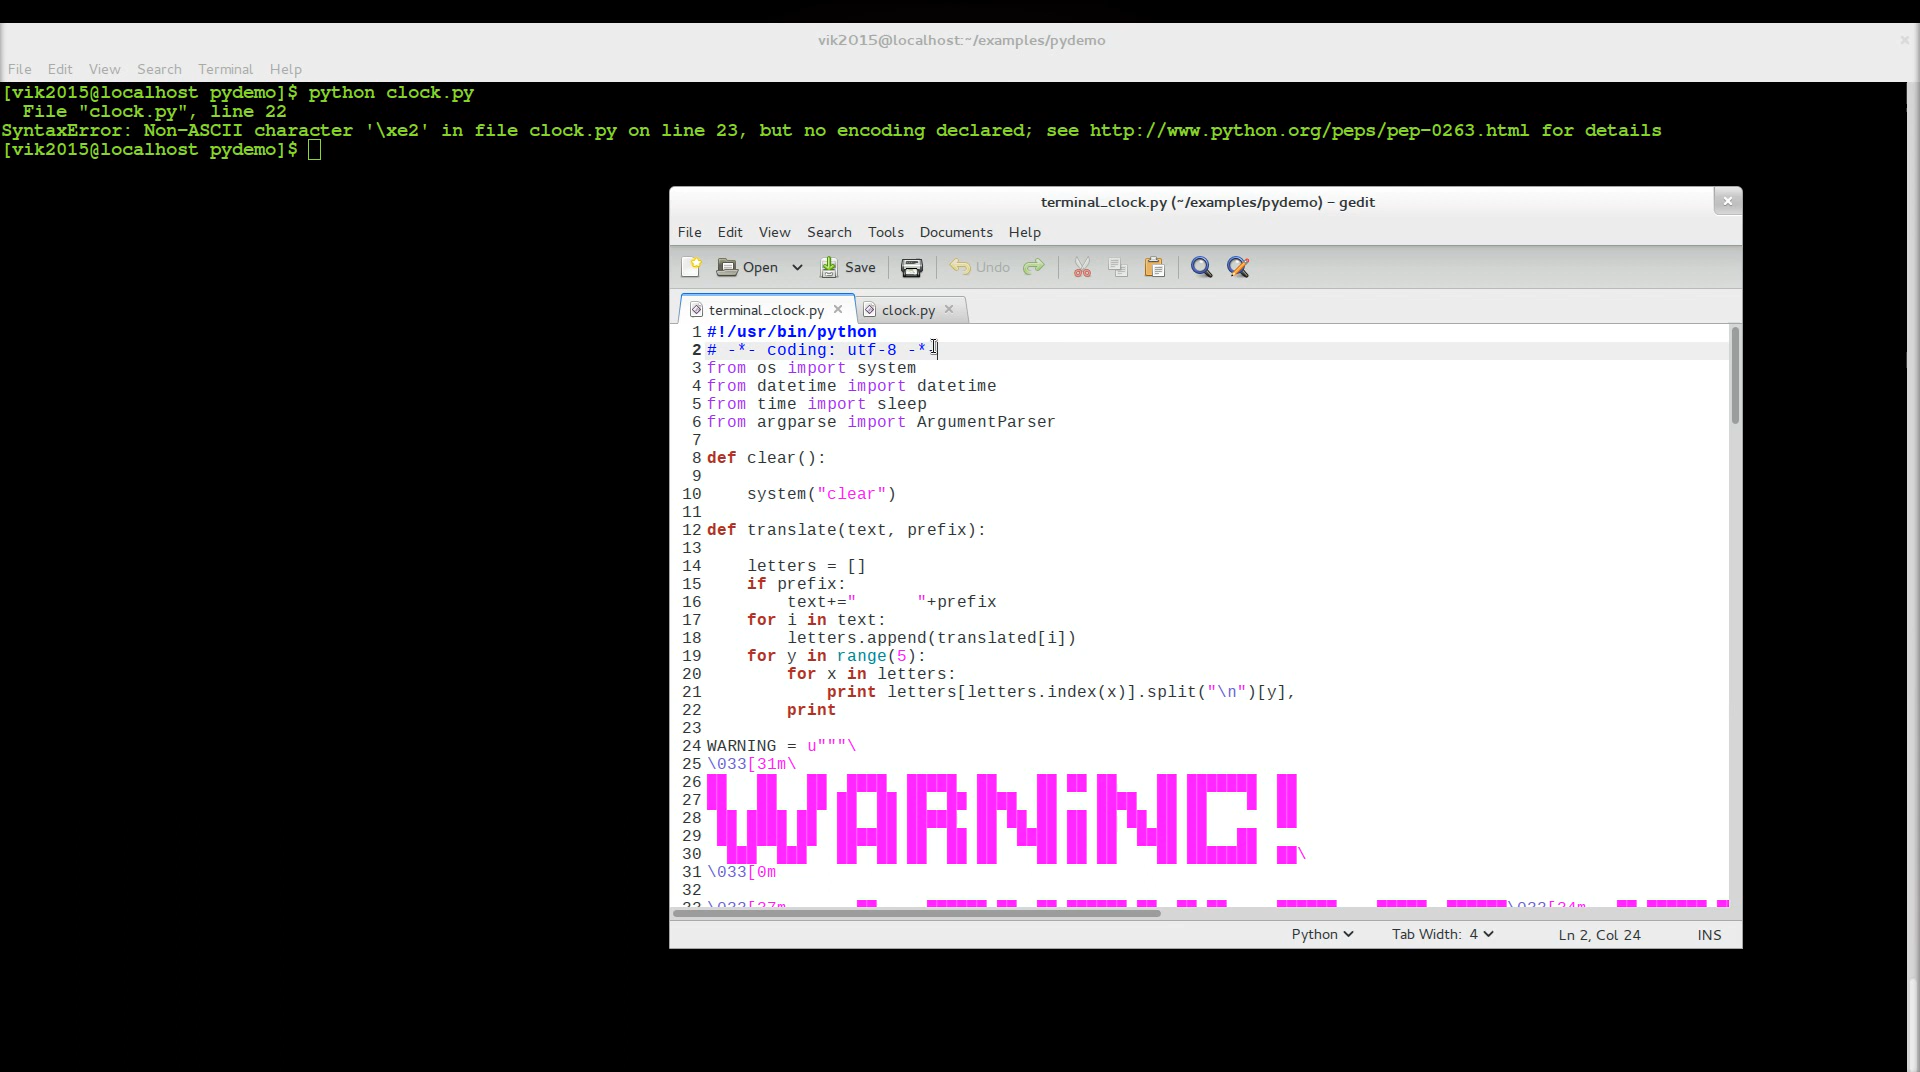 vik2015@localhost:~/examples/pydemo
File Edit View Search Terminal Help
[vik2015@localhost pydemo]$ python clock.py
  File "clock.py", line 22
SyntaxError: Non-ASCII character '\xe2' in file clock.py on line 23, but no encoding declared; see http://www.python.org/peps/pep-0263.html for details
[vik2015@localhost pydemo]$
terminal_clock.py (~/examples/pydemo) – gedit
File Edit View Search Tools Documents Help
Open Save Undo
terminal_clock.py clock.py
1 #!/usr/bin/python
2 # -*- coding: utf-8 -*-
3 from os import system
4 from datetime import datetime
5 from time import sleep
6 from argparse import ArgumentParser
7
8 def clear():
9
10     system("clear")
11
12 def translate(text, prefix):
13
14     letters = []
15     if prefix:
16         text+="      "+prefix
17     for i in text:
18         letters.append(translated[i])
19     for y in range(5):
20         for x in letters:
21             print letters[letters.index(x)].split("\n")[y],
22         print
23
24 WARNING = u"""\
25 \033[31m\
26
27
28 WARNING!
29
30 \
31 \033[0m
32
Python Tab Width: 4 Ln 2, Col 24 INS